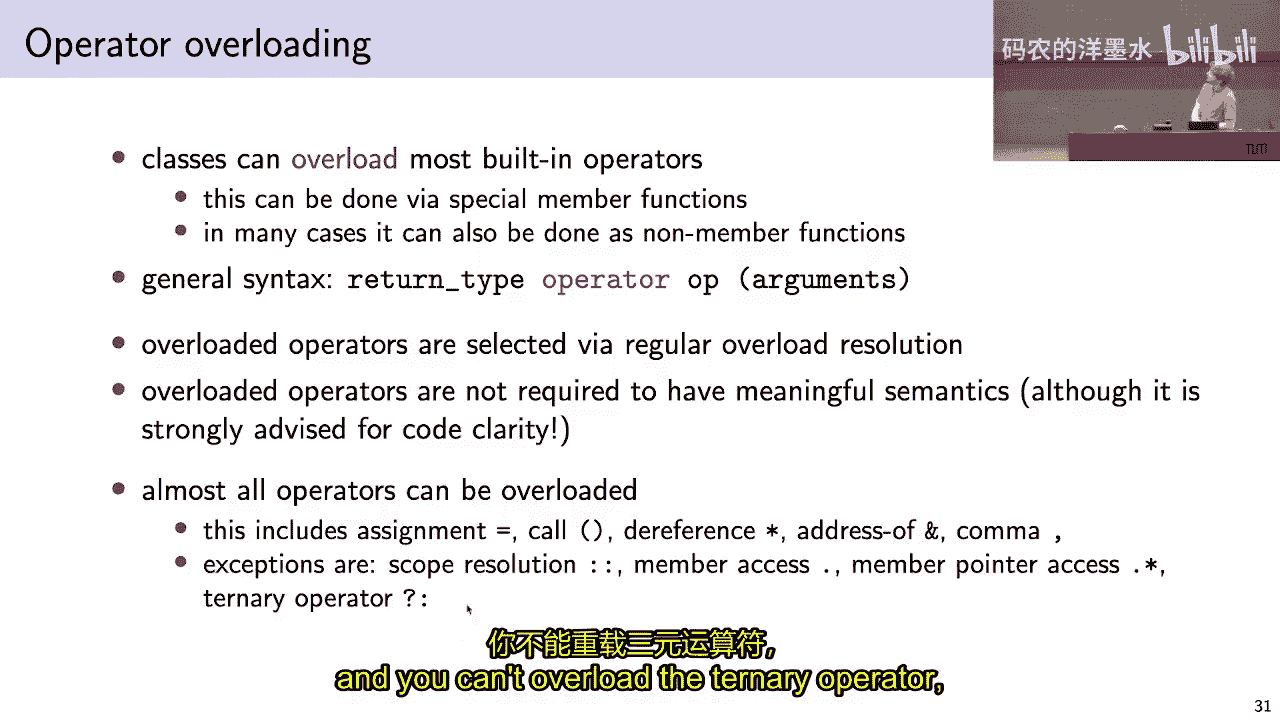 Operator overloading
码农的洋墨水 bilibili
TUM
• classes can overload most built-in operators
• this can be done via special member functions
• in many cases it can also be done as non-member functions
• general syntax: return_type operator op (arguments)
• overloaded operators are selected via regular overload resolution
• overloaded operators are not required to have meaningful semantics (although it is
strongly advised for code clarity!)
• almost all operators can be overloaded
• this includes assignment =, call (), dereference *, address-of &, comma ,
• exceptions are: scope resolution ::, member access ., member pointer access .*,
ternary operator ?:
你不能重载三元运算符,
and you can't overload the ternary operator,
31